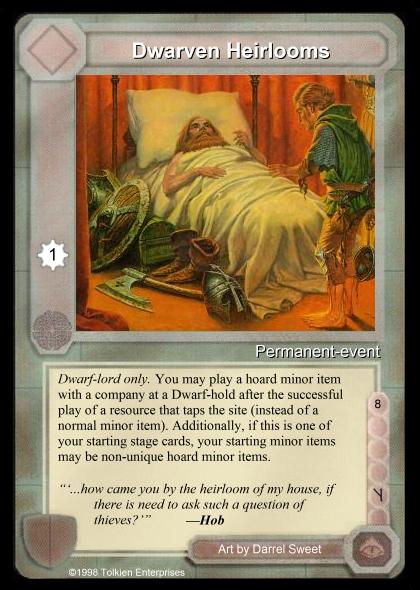 Dwarven Heirlooms
1
Permanent-event
Dwarf-lord only. You may play a hoard minor item
with a company at a Dwarf-hold after the successful
play of a resource that taps the site (instead of a
normal minor item). Additionally, if this is one of
your starting stage cards, your starting minor items
may be non-unique hoard minor items.
8
“‘...how came you by the heirloom of my house, if
there is need to ask such a question of
thieves?’” —Hob
Art by Darrel Sweet
©1998 Tolkien Enterprises